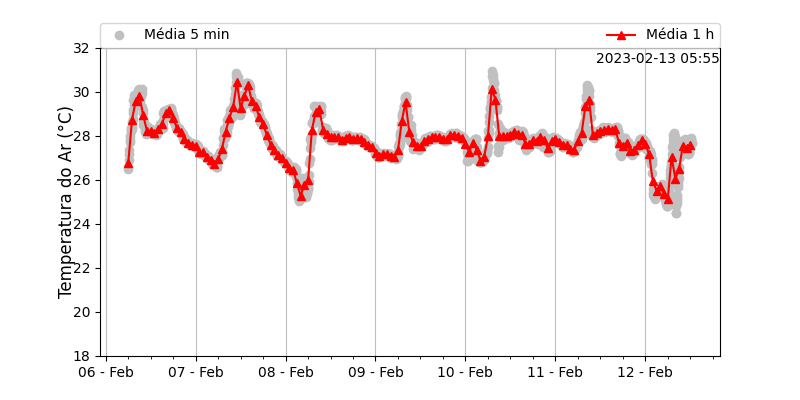 Média 5 min
Média 1 h
2023-02-13 05:55
Temperatura do Ar (°C)
32
30
28
26
24
22
20
18
06 - Feb
07 - Feb
08 - Feb
09 - Feb
10 - Feb
11 - Feb
12 - Feb